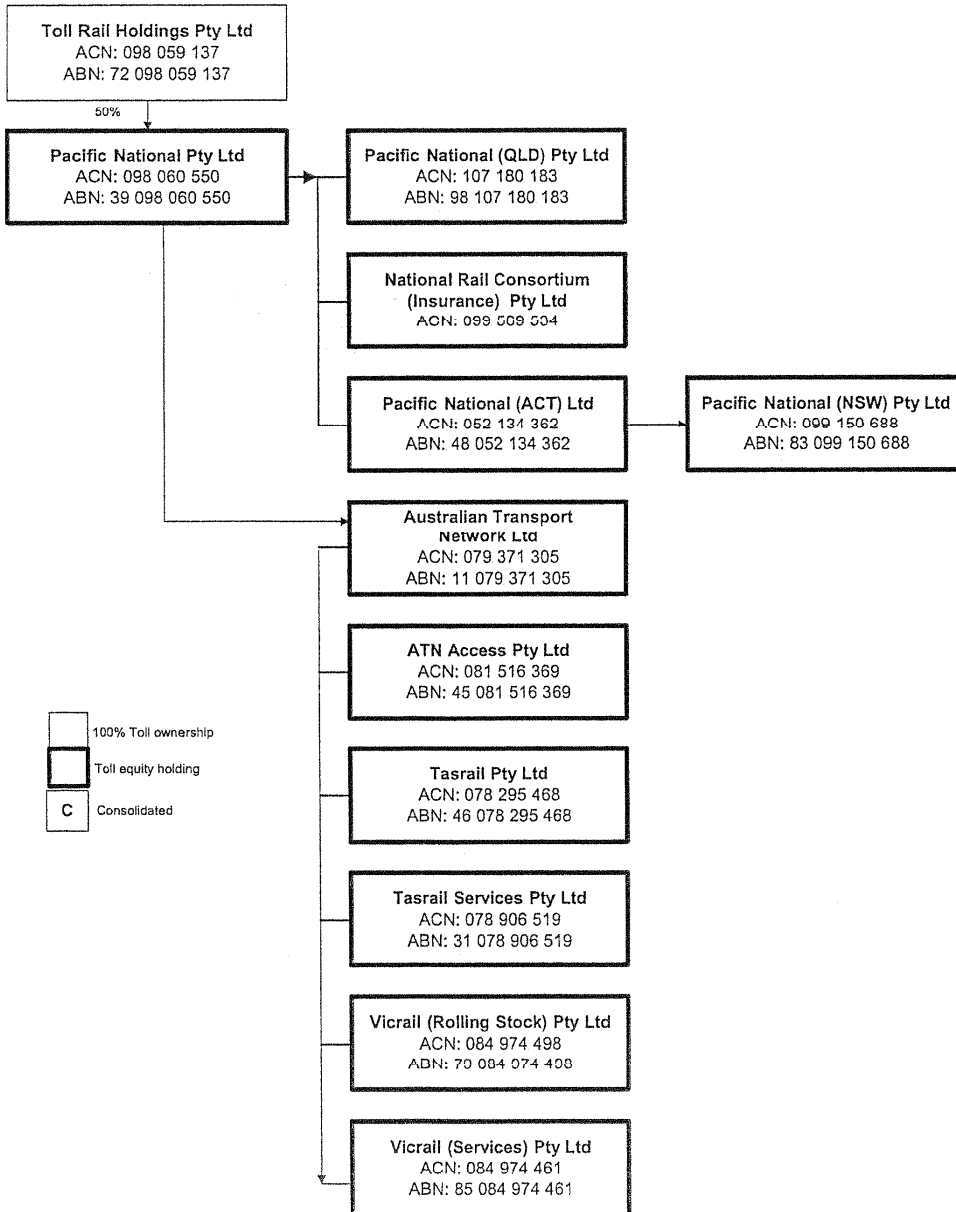 Toll Rail Holdings Pty Ltd
ACN: 098 059 137
ABN: 72 098 059 137
50%
Pacific National Pty Ltd
ACN: 098 060 550
ABN: 39 098 060 550
Pacific National (QLD) Pty Ltd
ACN: 107 180 183
ABN: 98 107 180 183
National Rail Consortium
(Insurance) Pty Ltd
ACN: 099
Pacific National (ACT) Ltd
ACN: 052 134 362
ABN: 48 052 134 362
Pacific National (NSW) Pty Ltd
ACN: 099 150 688
ABN: 83 099 150 688
Australian Transport
Network Ltd
ACN: 079 371 305
ABN: 11 079 371 305
ATN Access Pty Ltd
ACN: 081 516 369
ABN: 45 081 516 369
Tasrail Pty Ltd
ACN: 078 295 468
ABN: 46 078 295 468
Tasrail Services Pty Ltd
ACN: 078 906 519
ABN: 31 078 906 519
Vicrail (Rolling Stock) Pty Ltd
ACN: 084 974 498
ABN: 084 974 498
Vicrail (Services) Pty Ltd
ACN: 084 974 461
ABN: 85 084 974 461
100% Toll ownership
Toll equity holding
C Consolidated